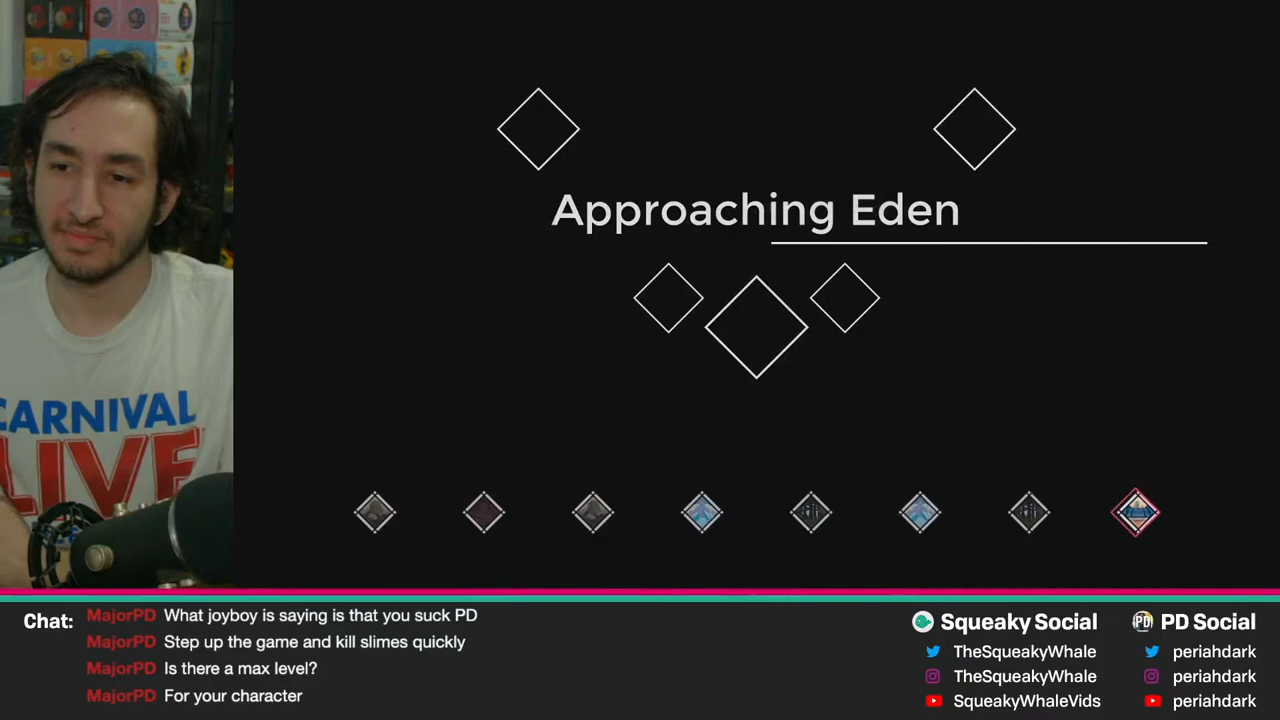 Approaching Eden
CARNIVAL
LIVE
Chat:
MajorPD What joyboy is saying is that you suck PD
MajorPD Step up the game and kill slimes quickly
MajorPD Is there a max level?
MajorPD For your character
Squeaky Social
TheSqueakyWhale
TheSqueakyWhale
SqueakyWhaleVids
PD PD Social
periahdark
periahdark
periahdark